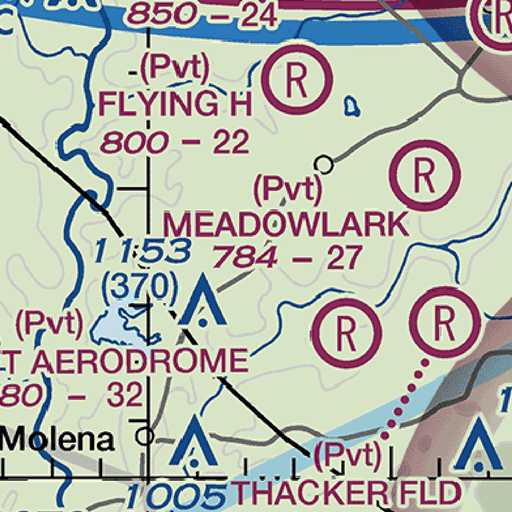 850 - 24
(Pvt)
FLYING H
800 - 22
R
R
R
(Pvt)
MEADOWLARK
784 - 27
1153
(370)
R
R
(Pvt)
T AERODROME
80 - 32
Molena
(Pvt)
THACKER FLD
1005
1